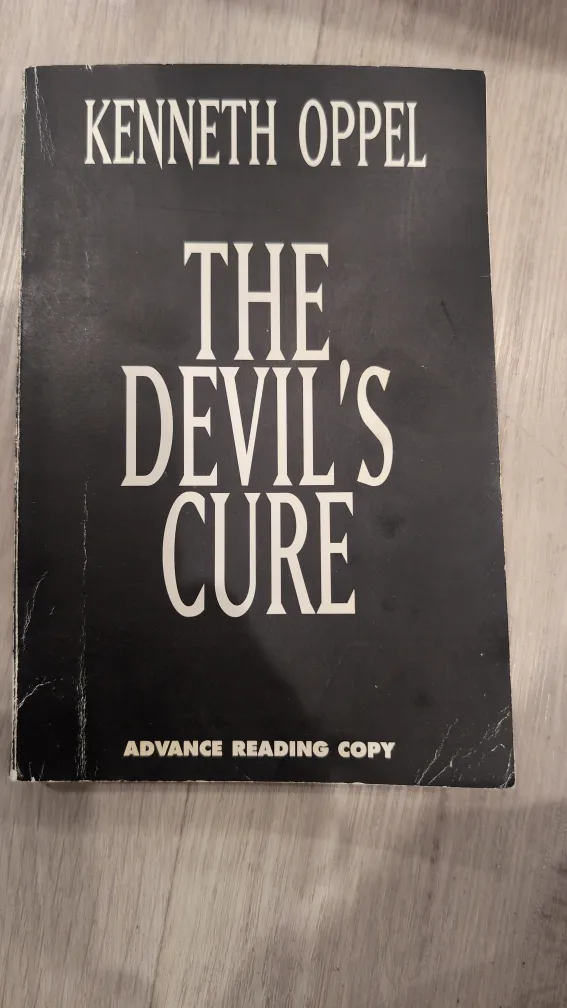 KENNETH OPPEL
THE
DEVIL'S
CURE
ADVANCE READING COPY